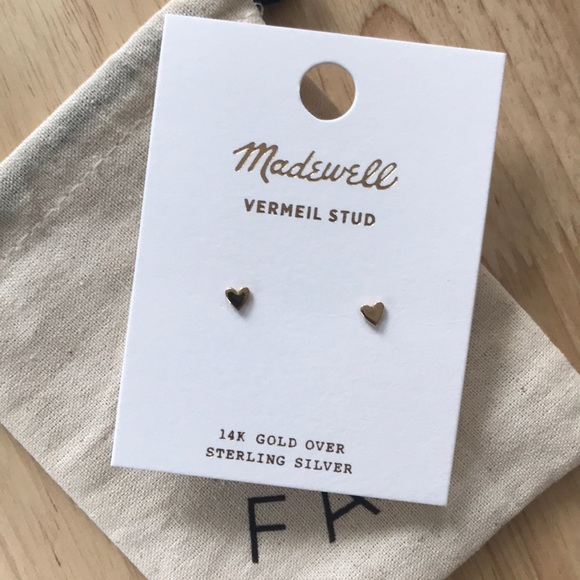 Madewell
VERMEIL STUD
14K GOLD OVER
STERLING SILVER